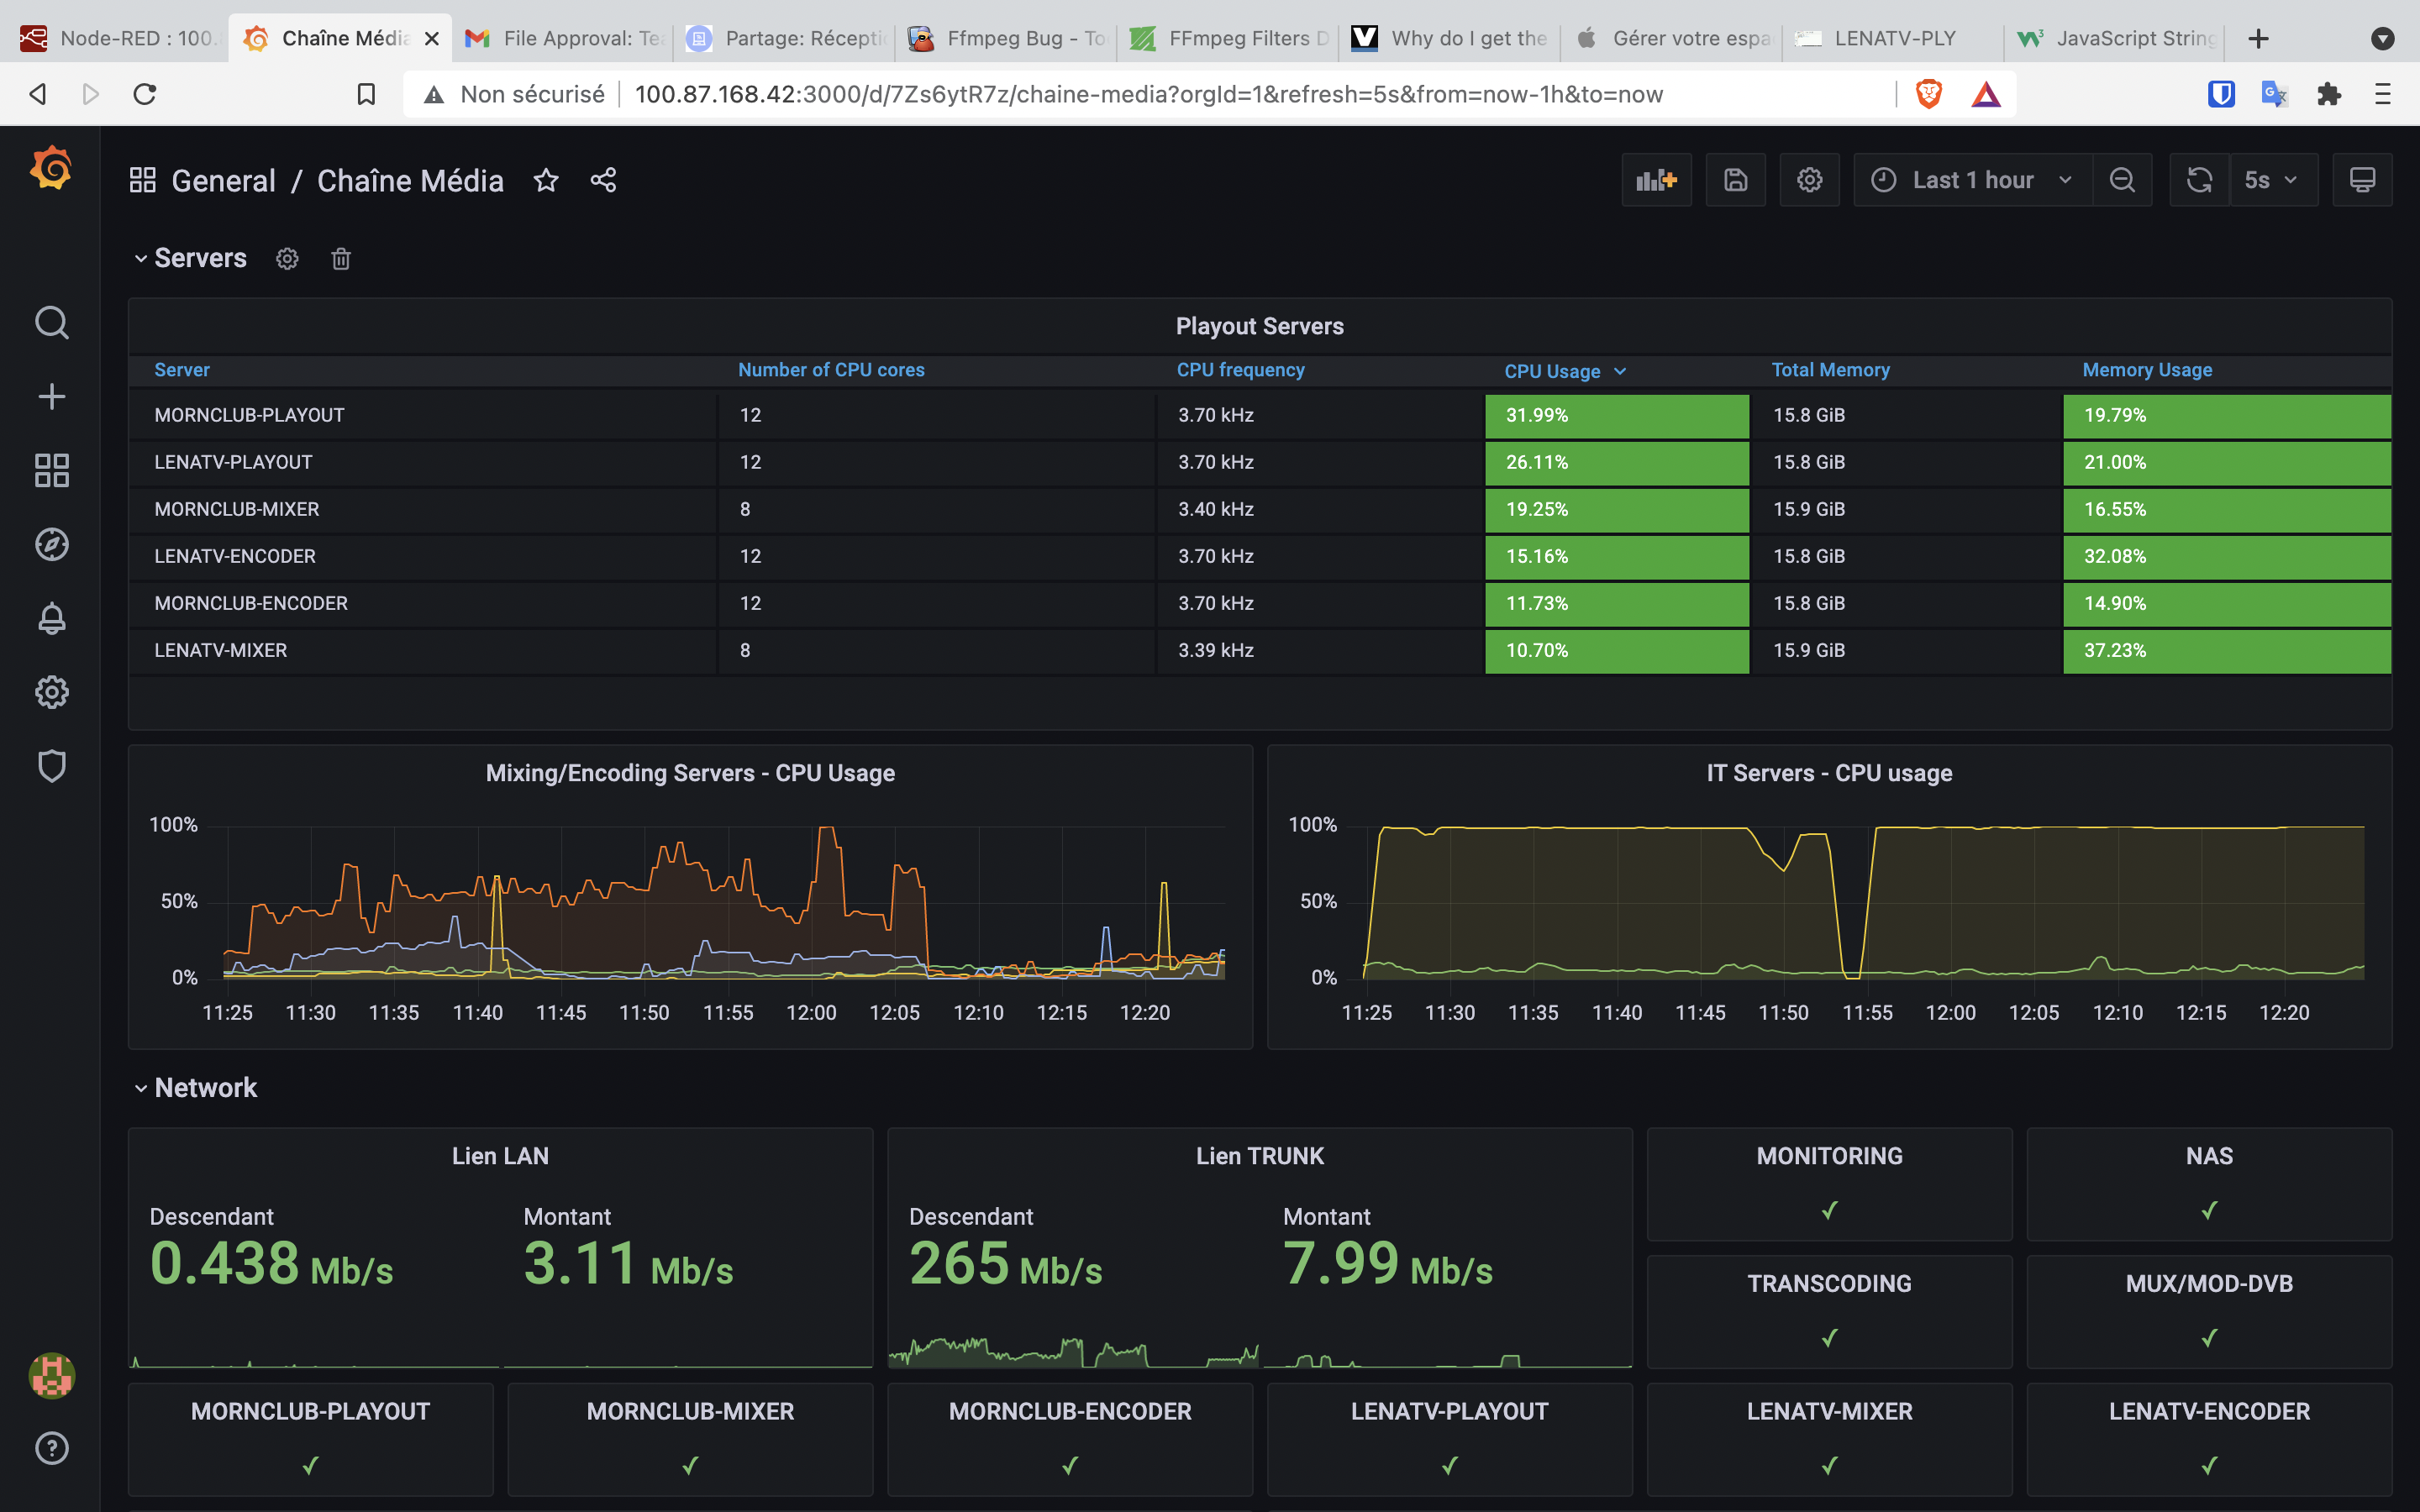 Node-RED : 100.
Chaîne Média
File Approval: Tea
Partage: Réceptio
Ffmpeg Bug - To
FFmpeg Filters D
Why do I get the
Gérer votre espa
LENATV-PLY
JavaScript String
Non sécurisé 100.87.168.42:3000/d/7Zs6ytR7z/chaine-media?orgId=1&refresh=5s&from=now-1h&to=now
General / Chaîne Média
Last 1 hour
5s
Servers
Playout Servers
Server Number of CPU cores CPU frequency CPU Usage Total Memory Memory Usage
MORNCLUB-PLAYOUT 12 3.70 kHz 31.99% 15.8 GiB 19.79%
LENATV-PLAYOUT 12 3.70 kHz 26.11% 15.8 GiB 21.00%
MORNCLUB-MIXER 8 3.40 kHz 19.25% 15.9 GiB 16.55%
LENATV-ENCODER 12 3.70 kHz 15.16% 15.8 GiB 32.08%
MORNCLUB-ENCODER 12 3.70 kHz 11.73% 15.8 GiB 14.90%
LENATV-MIXER 8 3.39 kHz 10.70% 15.9 GiB 37.23%
Mixing/Encoding Servers - CPU Usage
100%
50%
0%
11:25 11:30 11:35 11:40 11:45 11:50 11:55 12:00 12:05 12:10 12:15 12:20
IT Servers - CPU usage
100%
50%
0%
11:25 11:30 11:35 11:40 11:45 11:50 11:55 12:00 12:05 12:10 12:15 12:20
Network
Lien LAN
Descendant Montant
0.438 Mb/s 3.11 Mb/s
Lien TRUNK
Descendant Montant
265 Mb/s 7.99 Mb/s
MONITORING
✓
NAS
✓
TRANSCODING
✓
MUX/MOD-DVB
✓
MORNCLUB-PLAYOUT
✓
MORNCLUB-MIXER
✓
MORNCLUB-ENCODER
✓
LENATV-PLAYOUT
✓
LENATV-MIXER
✓
LENATV-ENCODER
✓